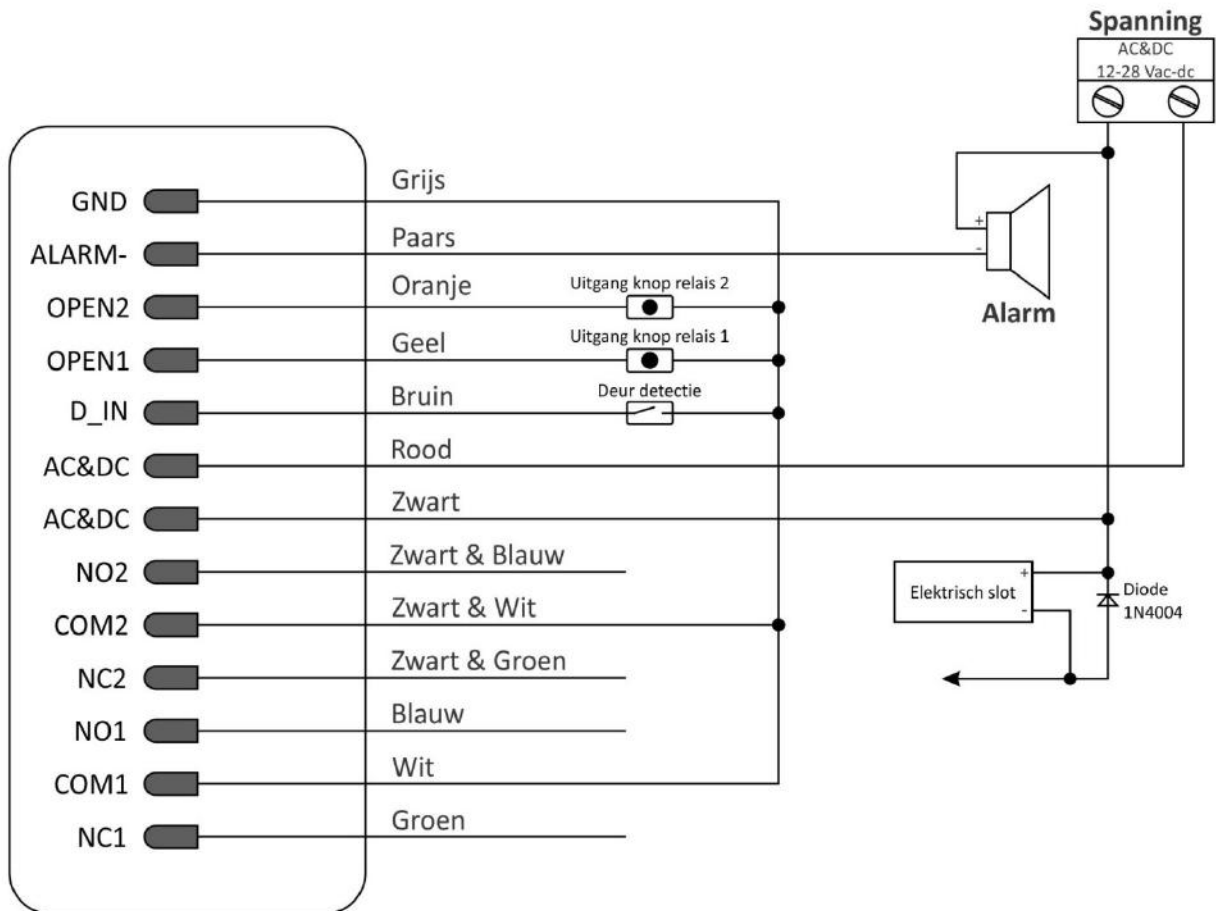 Spanning
AC&DC
12-28 Vac-dc
GND
Grijs
ALARM-
Paars
+
-
Alarm
OPEN2
Oranje
Uitgang knop relais 2
OPEN1
Geel
Uitgang knop relais 1
D_IN
Bruin
Deur detectie
AC&DC
Rood
AC&DC
Zwart
NO2
Zwart & Blauw
Elektrisch slot
+
-
Diode
1N4004
COM2
Zwart & Wit
NC2
Zwart & Groen
NO1
Blauw
COM1
Wit
NC1
Groen